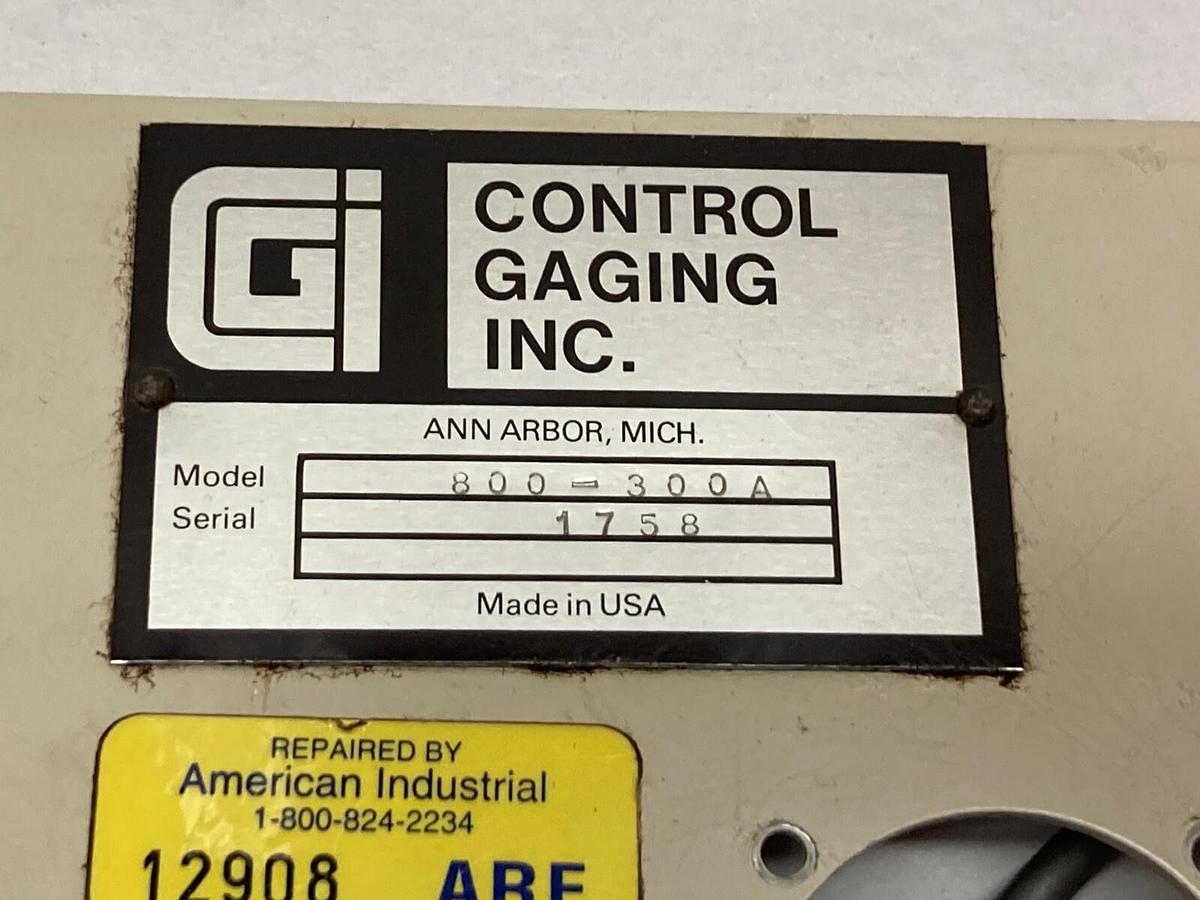 CGI
CONTROL
GAGING
INC.
ANN ARBOR, MICH.
Model 800-300A
Serial 1758
Made in USA
REPAIRED BY
American Industrial
1-800-824-2234
12908